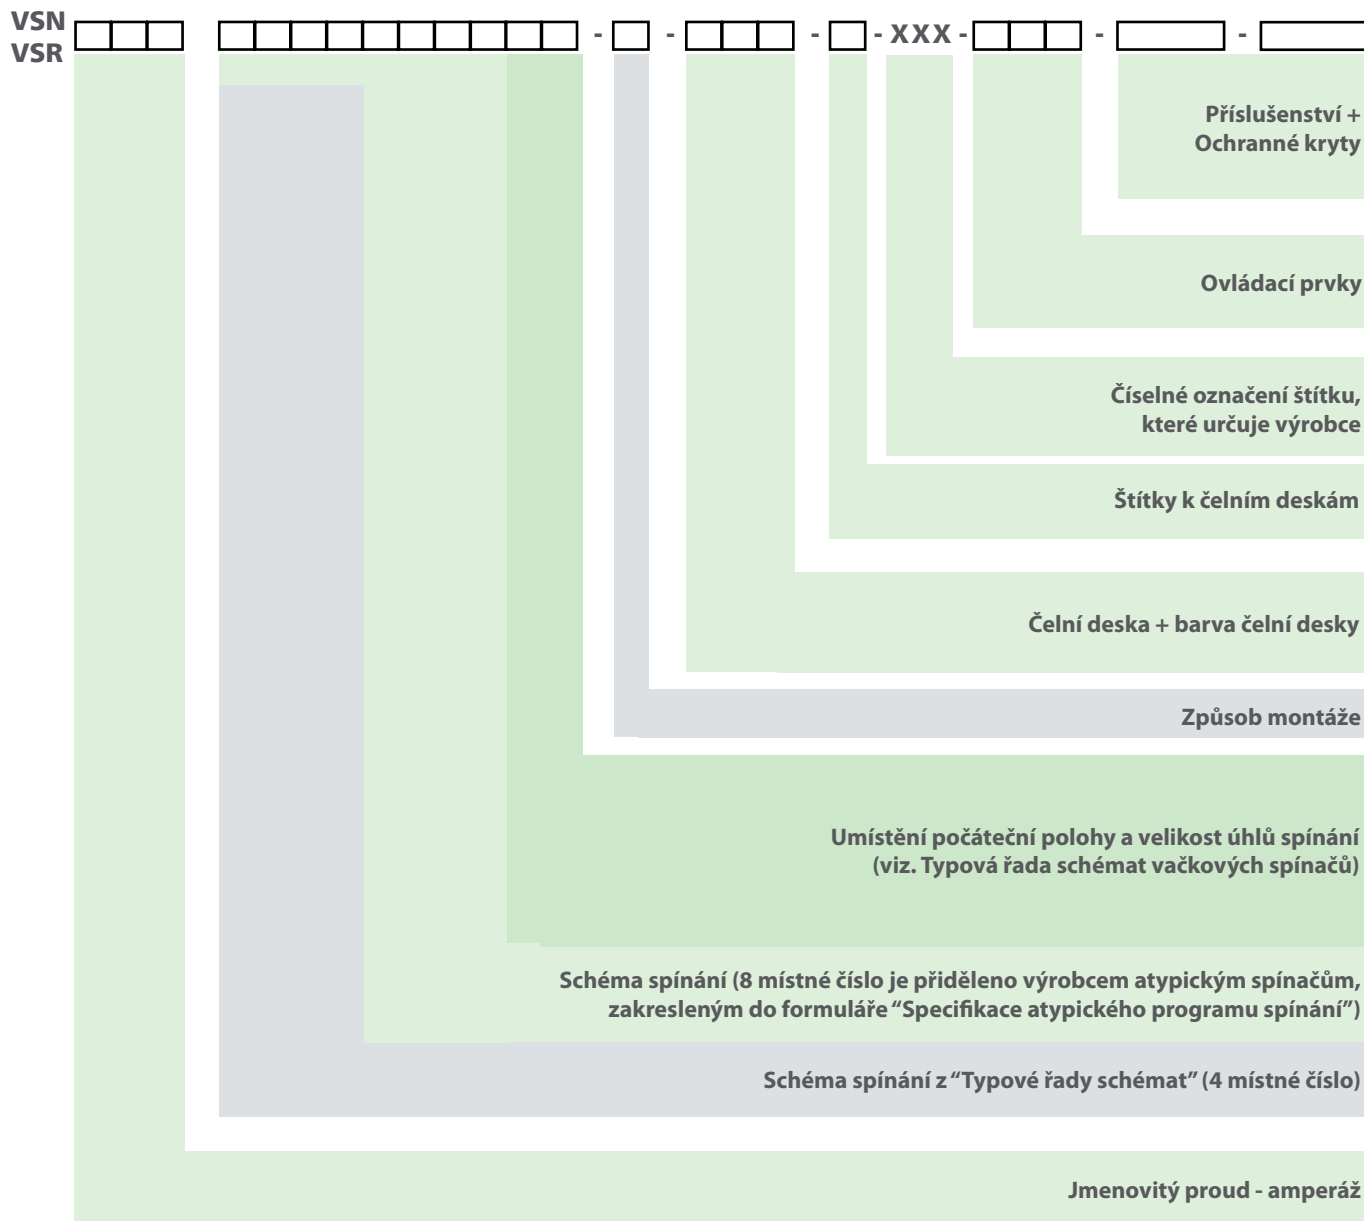 VSN
VSR
- - - - XXX - - -
Příslušenství +
Ochranné kryty
Ovládací prvky
Číselné označení štítku,
které určuje výrobce
Štítky k čelním deskám
Čelní deska + barva čelní desky
Způsob montáže
Umístění počáteční polohy a velikost úhlů spínání
(viz. Typová řada schémat vačkových spínačů)
Schéma spínání (8 místné číslo je přiděleno výrobcem atypickým spínačům,
zakresleným do formuláře “Specifikace atypického programu spínání”)
Schéma spínání z “Typové řady schémat” (4 místné číslo)
Jmenovitý proud - amperáž